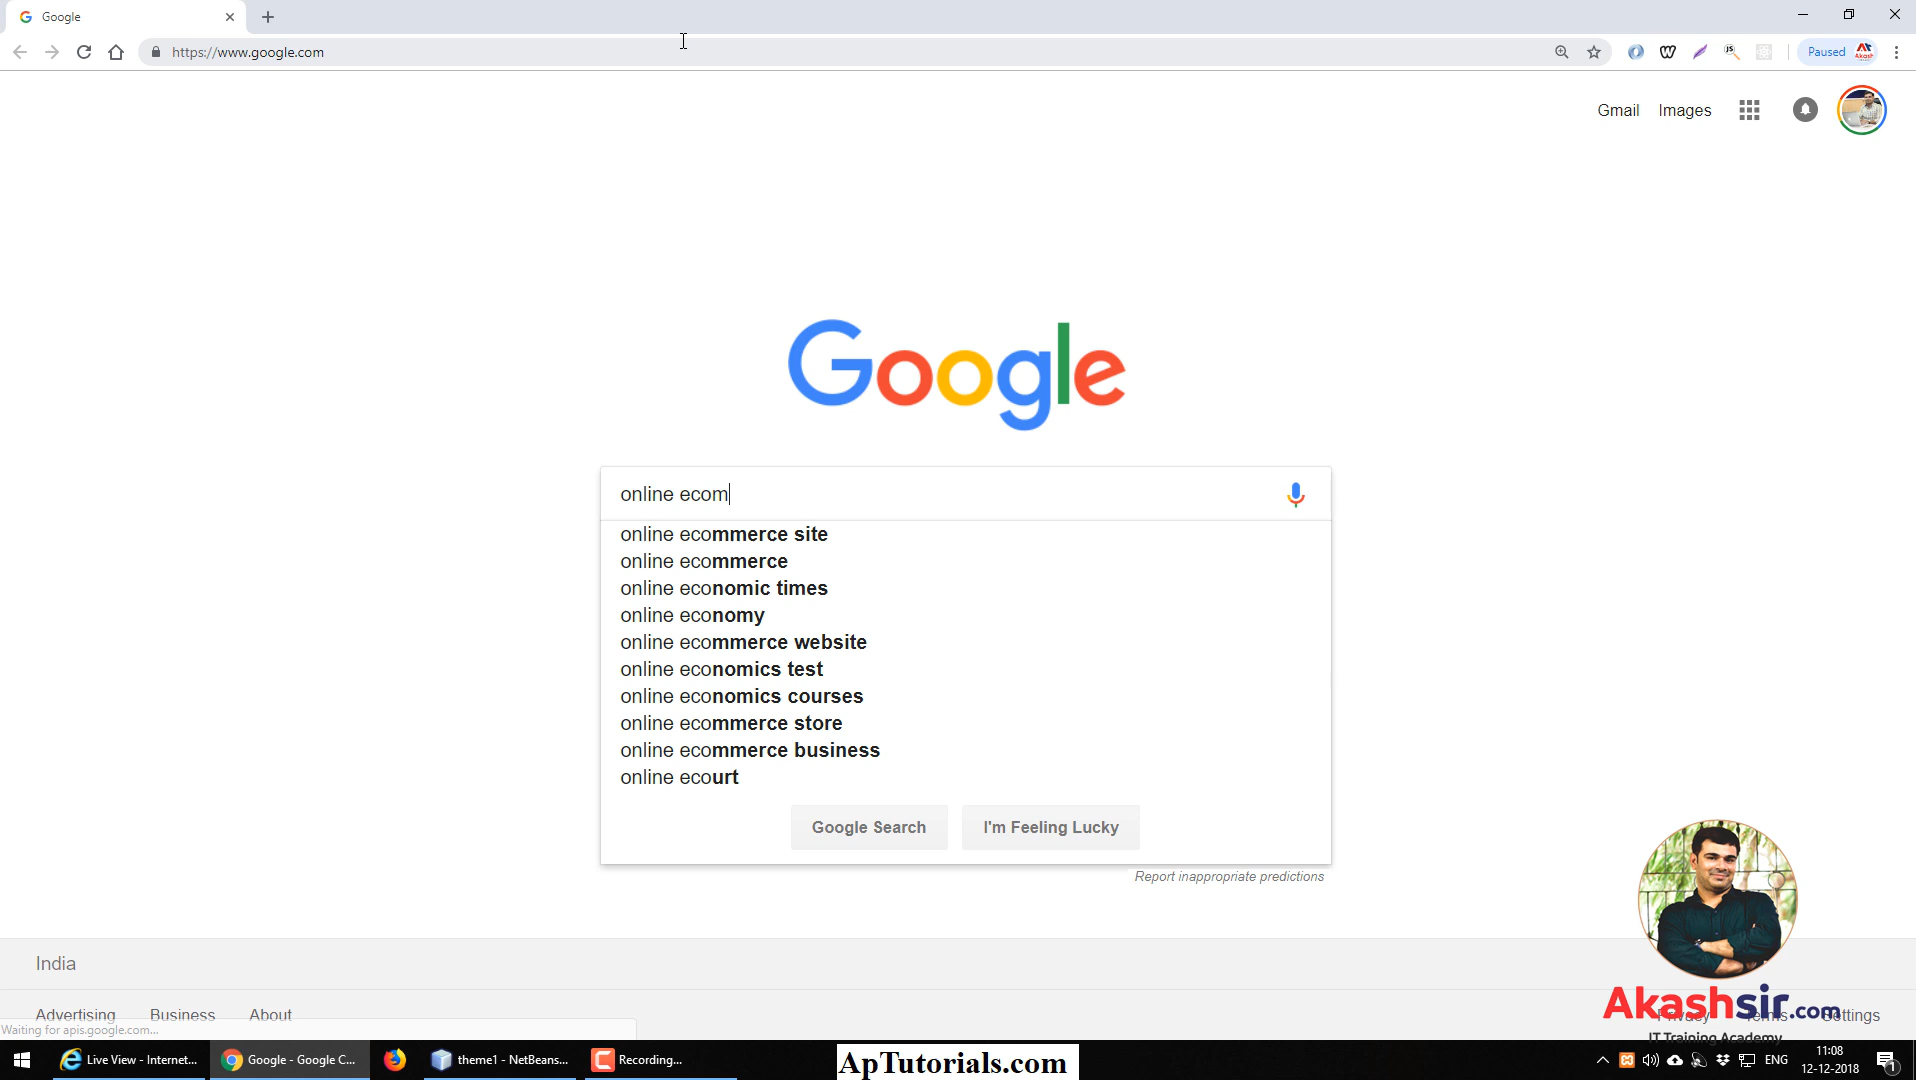 Google
https://www.google.com
Paused
Gmail
Images
Google
online ecom
online ecommerce site
online ecommerce
online economic times
online economy
online ecommerce website
online economics test
online economics courses
online ecommerce store
online ecommerce business
online ecourt
Google Search
I'm Feeling Lucky
Report inappropriate predictions
India
Advertising
Business
About
Privacy
Terms
Settings
Waiting for apis.google.com...
Akashsir.com
IT Training Academy
Live View - Internet...
Google - Google C...
theme1 - NetBeans...
Recording...
ApTutorials.com
ENG
11:08
12-12-2018
1